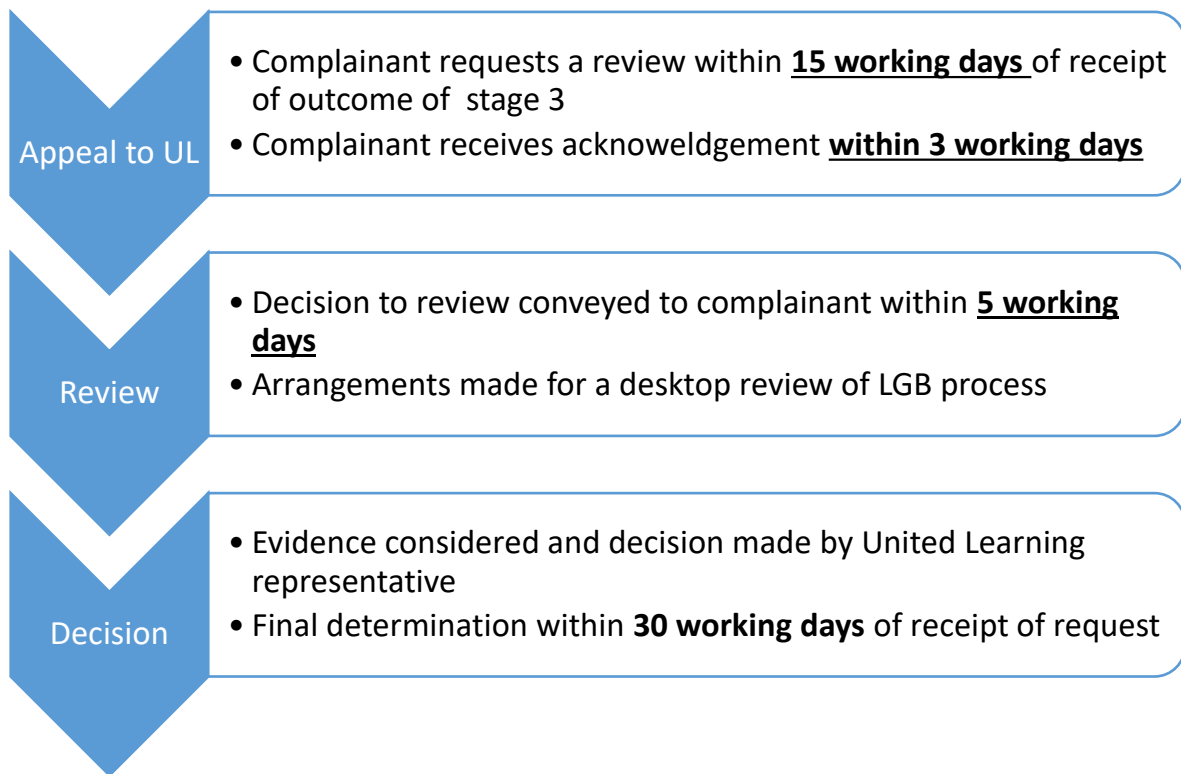 Appeal to UL
• Complainant requests a review within 15 working days of receipt
of outcome of stage 3
• Complainant receives acknoweldgement within 3 working days
Review
• Decision to review conveyed to complainant within 5 working
days
• Arrangements made for a desktop review of LGB process
Decision
• Evidence considered and decision made by United Learning
representative
• Final determination within 30 working days of receipt of request